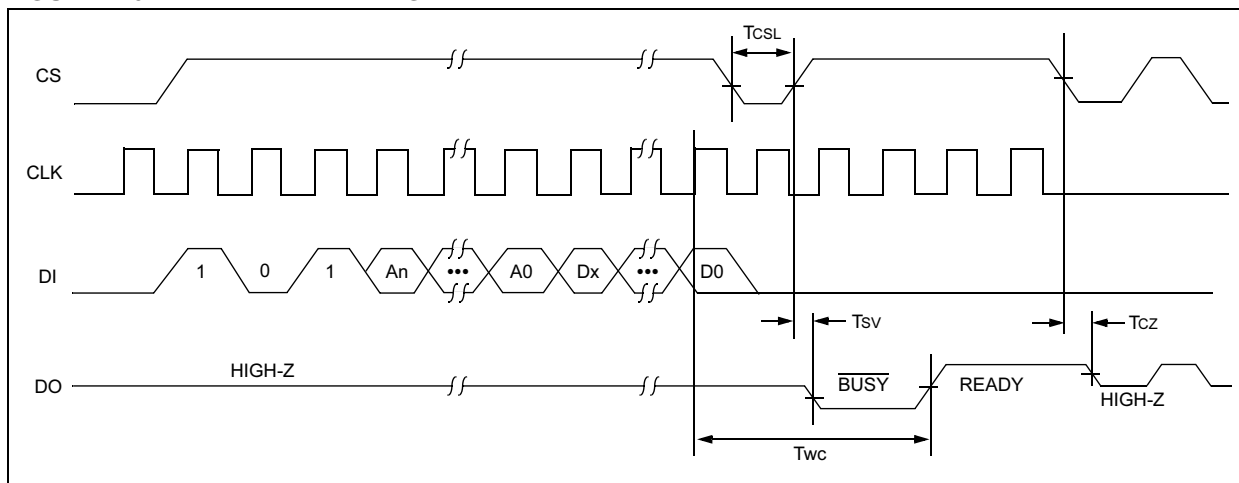 TCSL
CS
CLK
DI
1 0 1 An ••• A0 Dx ••• D0
TSV
TCZ
HIGH-Z
DO
BUSY
READY
HIGH-Z
TWC